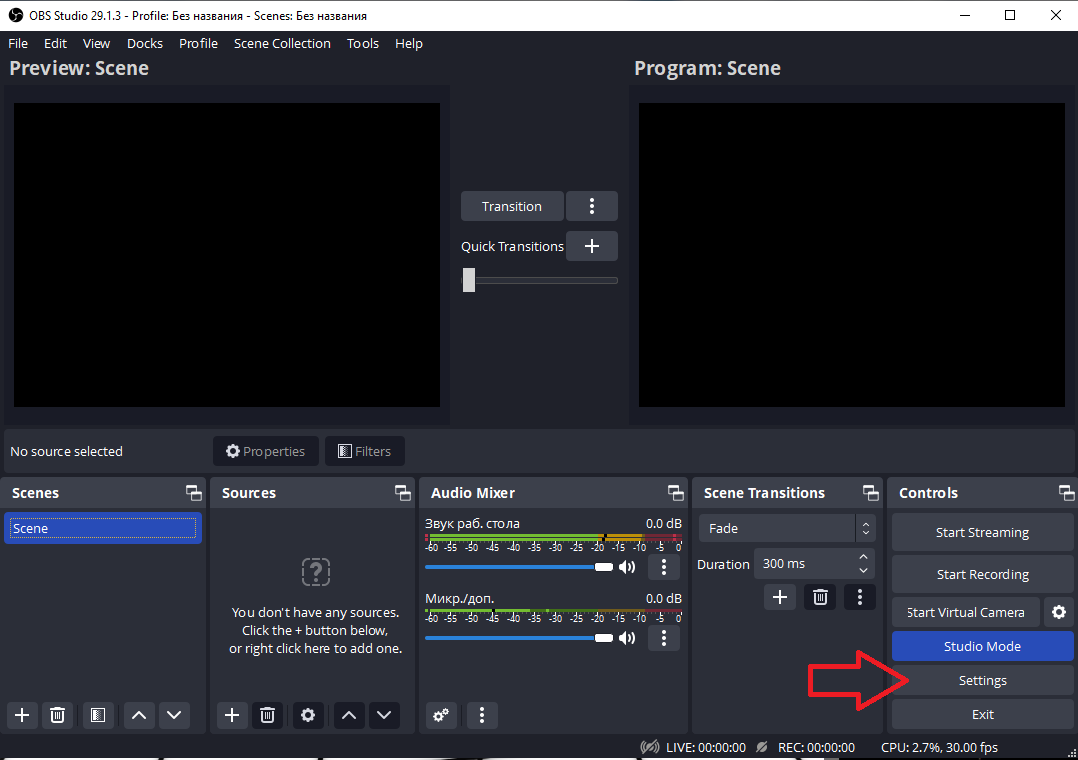 OBS Studio 29.1.3 - Profile: Без названия - Scenes: Без названия
File Edit View Docks Profile Scene Collection Tools Help
Preview: Scene
Program: Scene
Transition
Quick Transitions
No source selected
Properties
Filters
Scenes
Scene
Sources
You don't have any sources.
Click the + button below,
or right click here to add one.
Audio Mixer
Звук раб. стола 0.0 dB
-60 -55 -50 -45 -40 -35 -30 -25 -20 -15 -10 -5 0
Микр./доп. 0.0 dB
-60 -55 -50 -45 -40 -35 -30 -25 -20 -15 -10 -5 0
Scene Transitions
Fade
Duration 300 ms
Controls
Start Streaming
Start Recording
Start Virtual Camera
Studio Mode
Settings
Exit
LIVE: 00:00:00 REC: 00:00:00 CPU: 2.7%, 30.00 fps